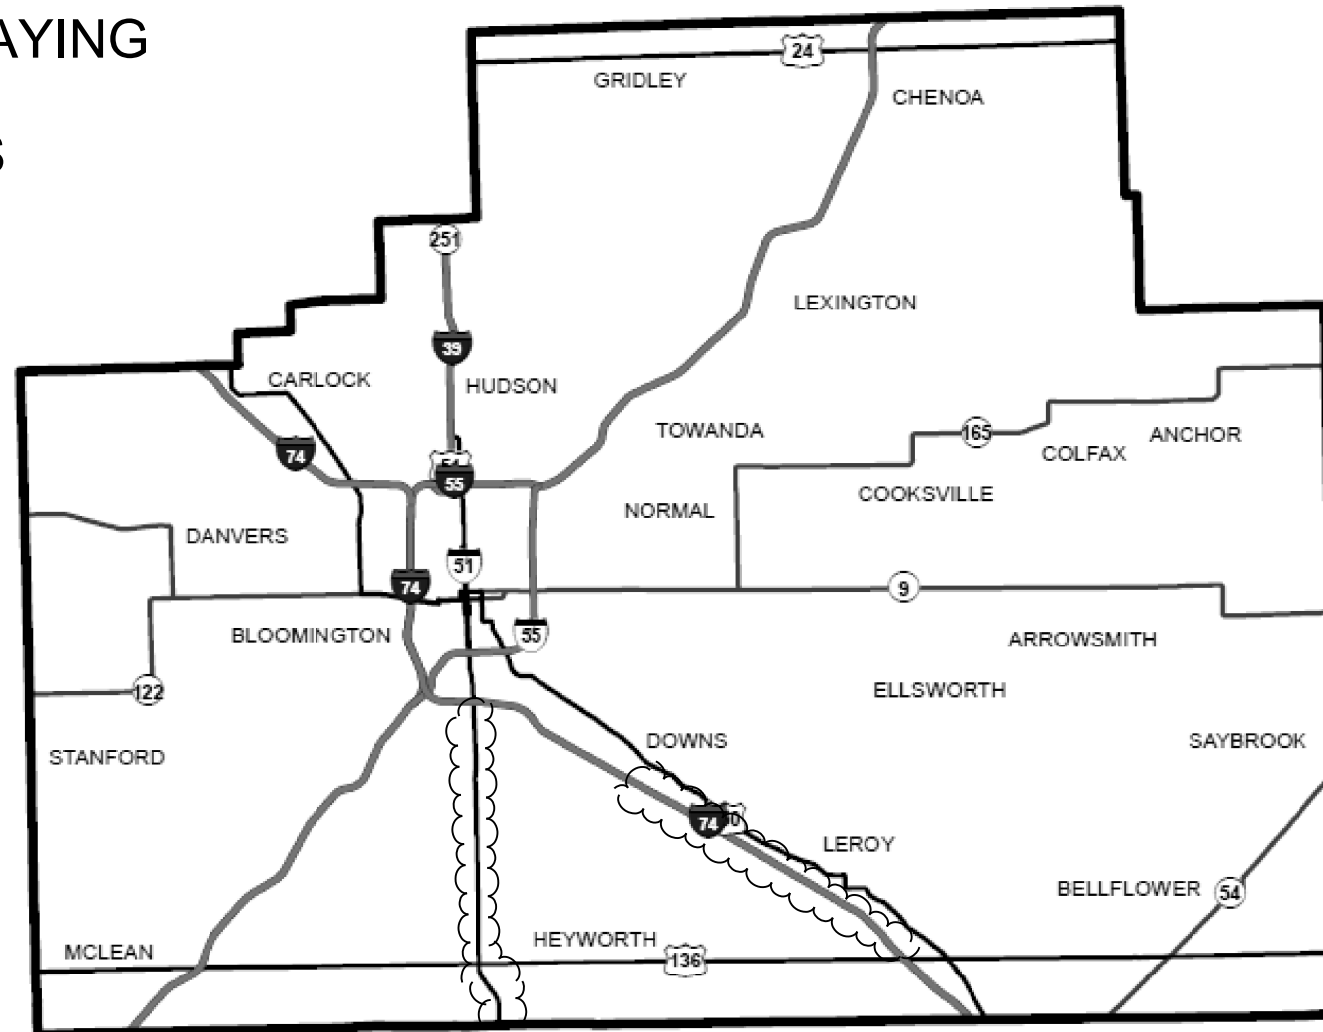 AYING
24
GRIDLEY
CHENOA
S
251
LEXINGTON
39
CARLOCK
HUDSON
TOWANDA
165
ANCHOR
COLFAX
74
55
COOKSVILLE
NORMAL
DANVERS
51
74
9
BLOOMINGTON
55
ARROWSMITH
122
ELLSWORTH
DOWNS
SAYBROOK
STANFORD
74
LEROY
BELLFLOWER
54
HEYWORTH
MCLEAN
136